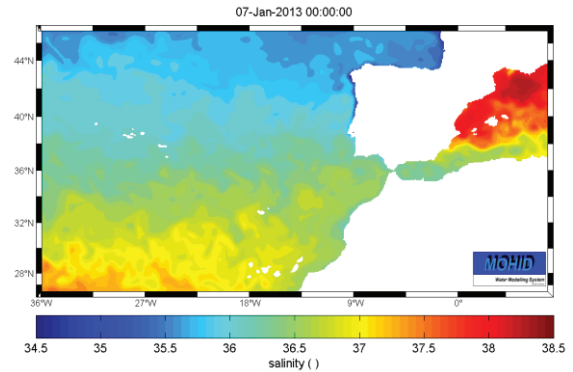 07-Jan-2013 00:00:00
44°N
40°N
36°N
32°N
28°N
36°W 27°W 18°W 9°W 0°
MOHID
Water Modelling System
34.5 35 35.5 36 36.5 37 37.5 38 38.5
salinity ( )